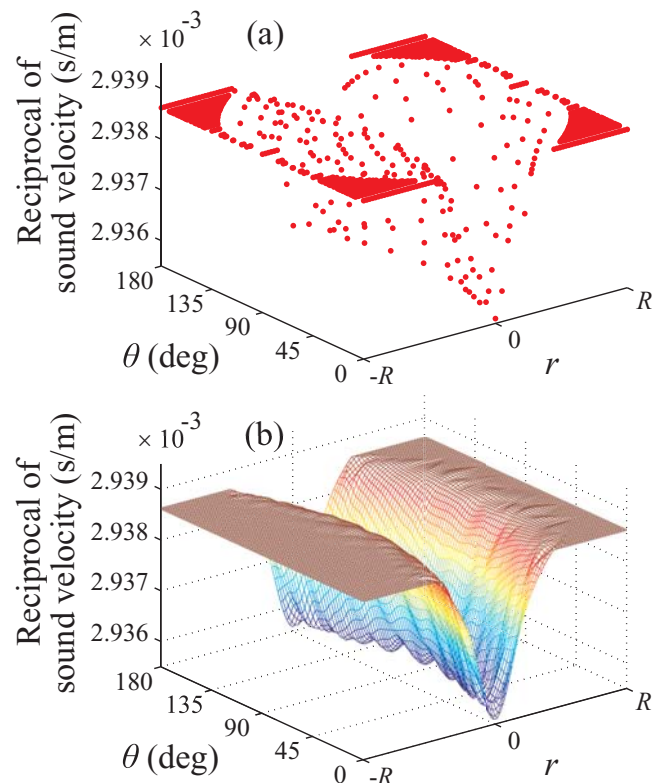 (a)
× 10⁻³
Reciprocal of
sound velocity (s/m)
2.939
2.938
2.937
2.936
180
135
90
45
0
θ (deg)
-R
0
R
r
(b)
× 10⁻³
Reciprocal of
sound velocity (s/m)
2.939
2.938
2.937
2.936
180
135
90
45
0
θ (deg)
-R
0
R
r